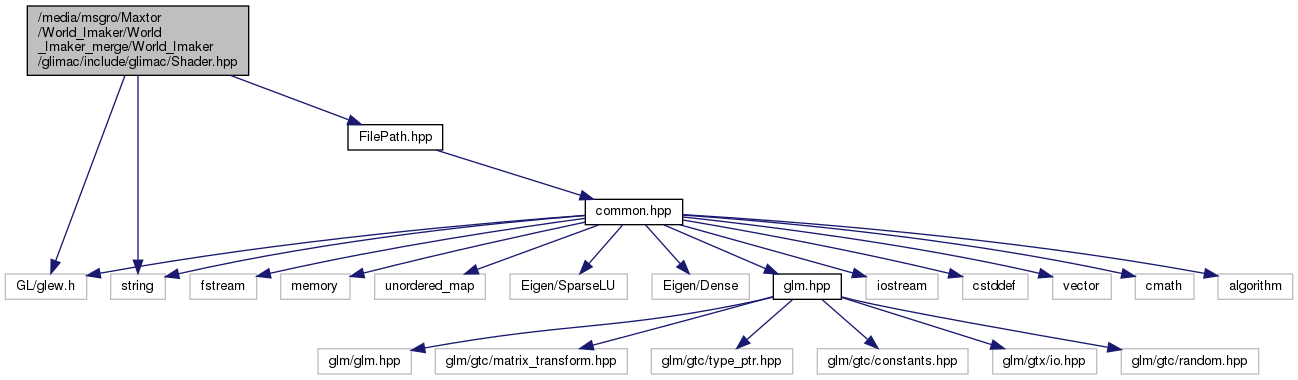 /media/msgro/Maxtor
/World_Imaker/World
_Imaker_merge/World_Imaker
/glimac/include/glimac/Shader.hpp
FilePath.hpp
common.hpp
GL/glew.h
string
fstream
memory
unordered_map
Eigen/SparseLU
Eigen/Dense
glm.hpp
iostream
cstddef
vector
cmath
algorithm
glm/glm.hpp
glm/gtc/matrix_transform.hpp
glm/gtc/type_ptr.hpp
glm/gtc/constants.hpp
glm/gtx/io.hpp
glm/gtc/random.hpp